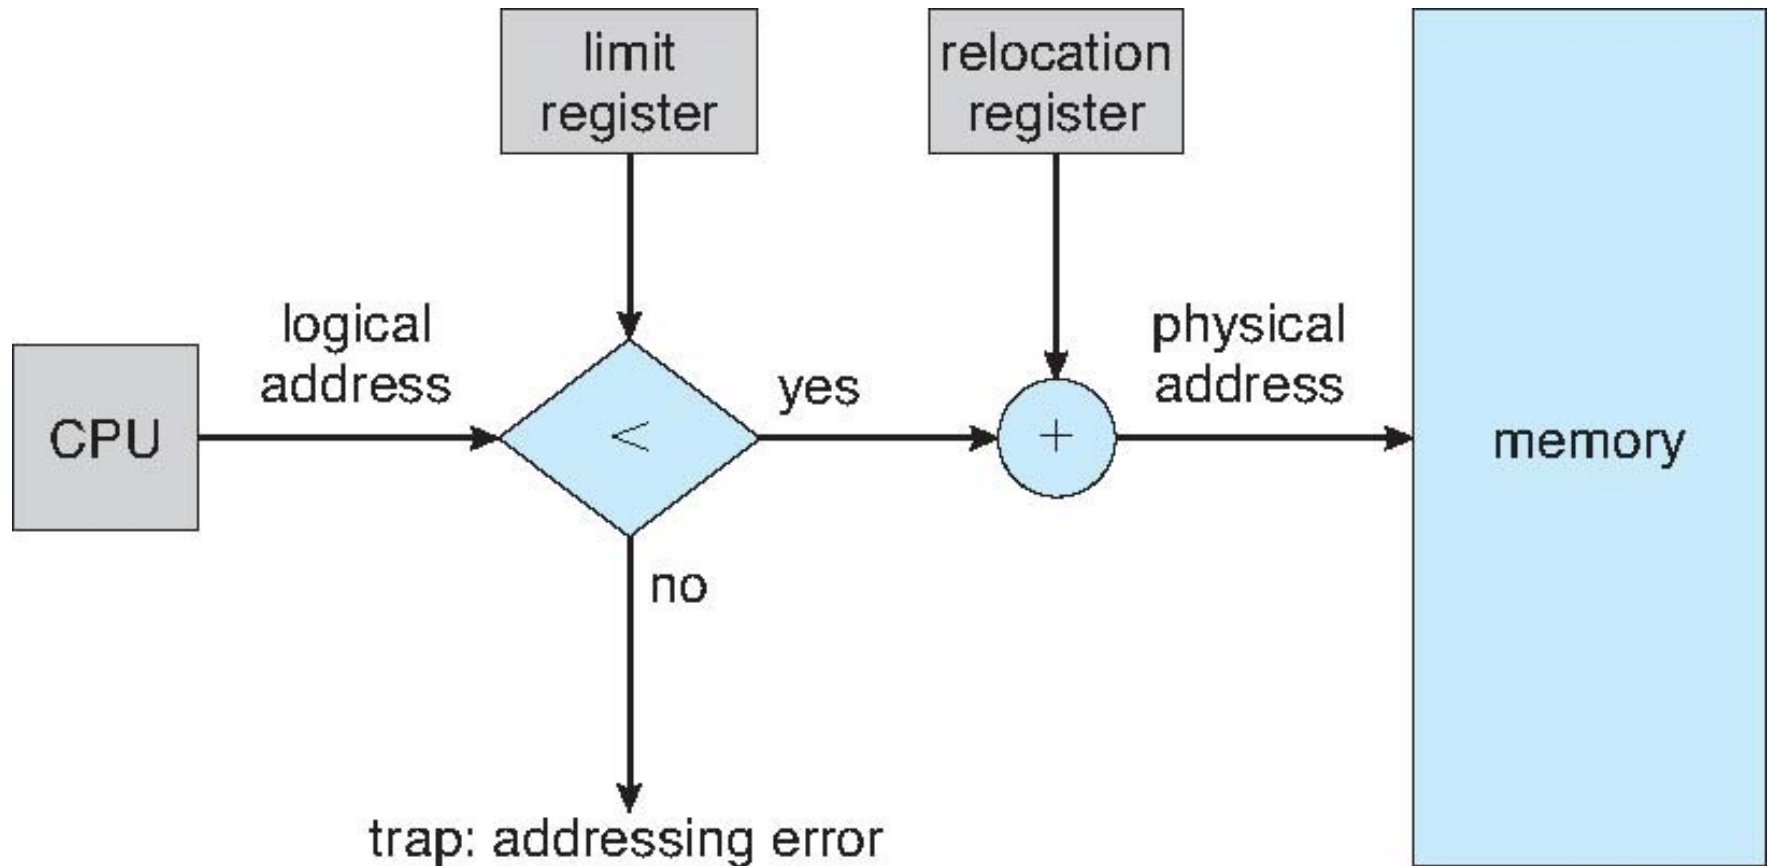 limit
register
relocation
register
logical
address
physical
address
CPU
<
yes
+
memory
no
trap: addressing error